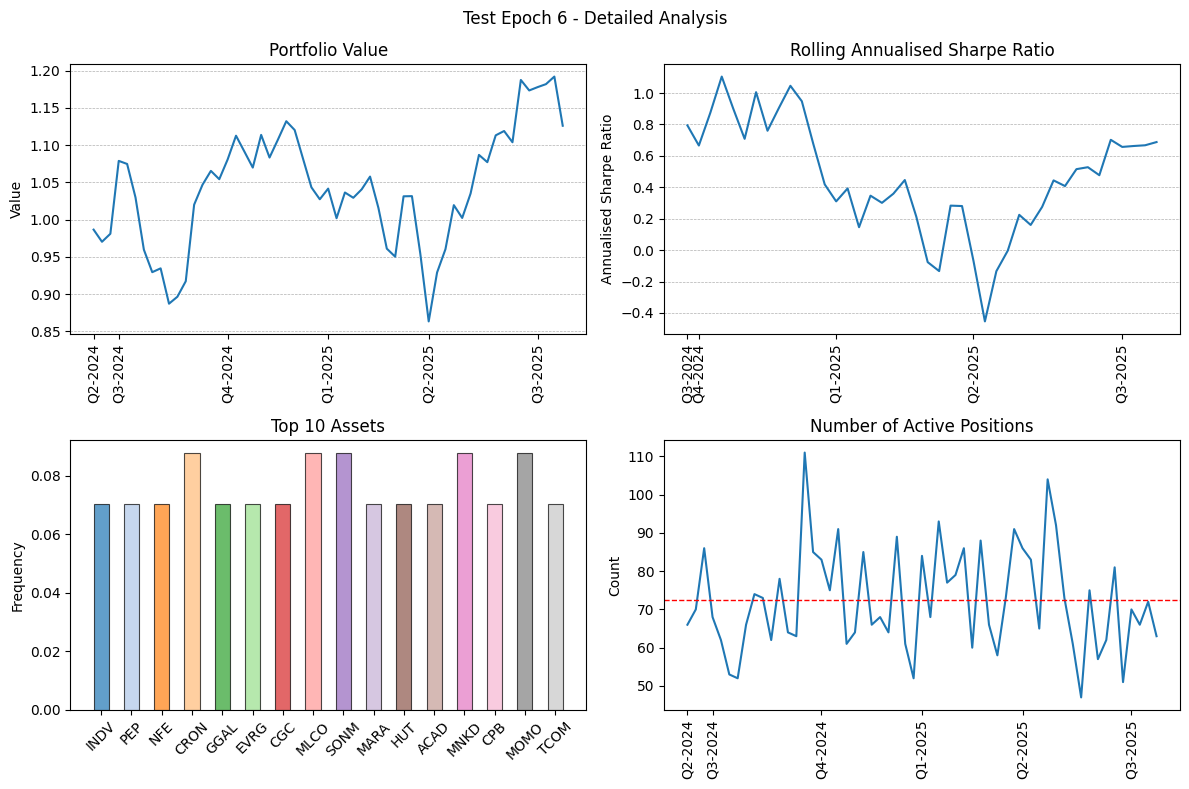 Test Epoch 6 - Detailed Analysis
Portfolio Value
Value
1.20
1.15
1.10
1.05
1.00
0.95
0.90
0.85
Q2-2024
Q3-2024
Q4-2024
Q1-2025
Q2-2025
Q3-2025
Rolling Annualised Sharpe Ratio
Annualised Sharpe Ratio
1.0
0.8
0.6
0.4
0.2
0.0
−0.2
−0.4
Q3-2024
Q4-2024
Q1-2025
Q2-2025
Q3-2025
Top 10 Assets
Frequency
0.08
0.06
0.04
0.02
0.00
INDV
PEP
NFE
CRON
GGAL
EVRG
CGC
MLCO
SONM
MARA
HUT
ACAD
MNKD
CPB
MOMO
TCOM
Number of Active Positions
Count
110
100
90
80
70
60
50
Q2-2024
Q3-2024
Q4-2024
Q1-2025
Q2-2025
Q3-2025